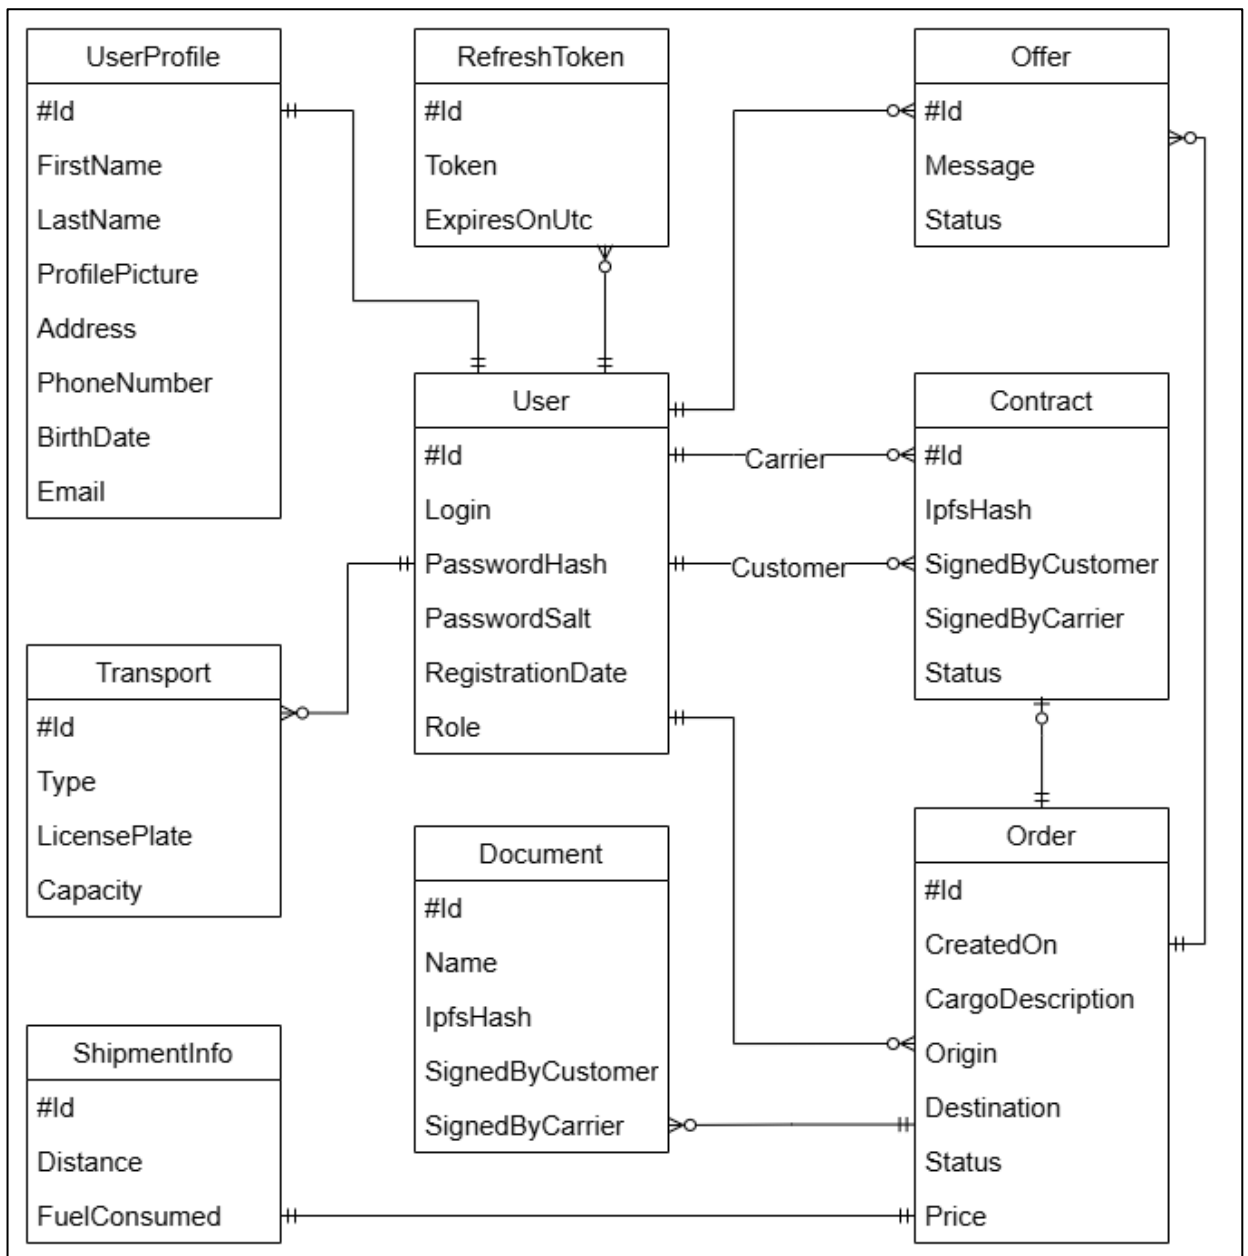 UserProfile
#Id
FirstName
LastName
ProfilePicture
Address
PhoneNumber
BirthDate
Email
RefreshToken
#Id
Token
ExpiresOnUtc
Offer
#Id
Message
Status
User
#Id
Login
PasswordHash
PasswordSalt
RegistrationDate
Role
Carrier
Customer
Contract
#Id
IpfsHash
SignedByCustomer
SignedByCarrier
Status
Transport
#Id
Type
LicensePlate
Capacity
Document
#Id
Name
IpfsHash
SignedByCustomer
SignedByCarrier
Order
#Id
CreatedOn
CargoDescription
Origin
Destination
Status
Price
ShipmentInfo
#Id
Distance
FuelConsumed